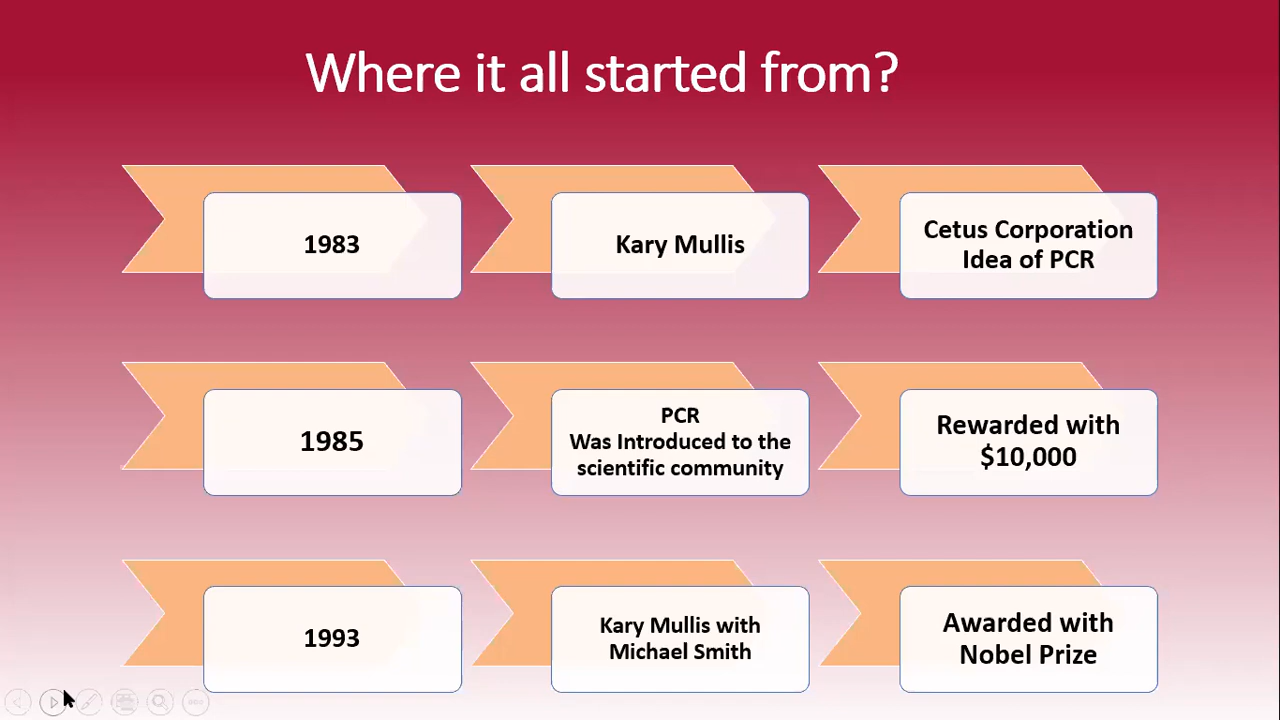 Where it all started from?
1983
Kary Mullis
Cetus Corporation
Idea of PCR
1985
PCR
Was Introduced to the
scientific community
Rewarded with
$10,000
1993
Kary Mullis with
Michael Smith
Awarded with
Nobel Prize